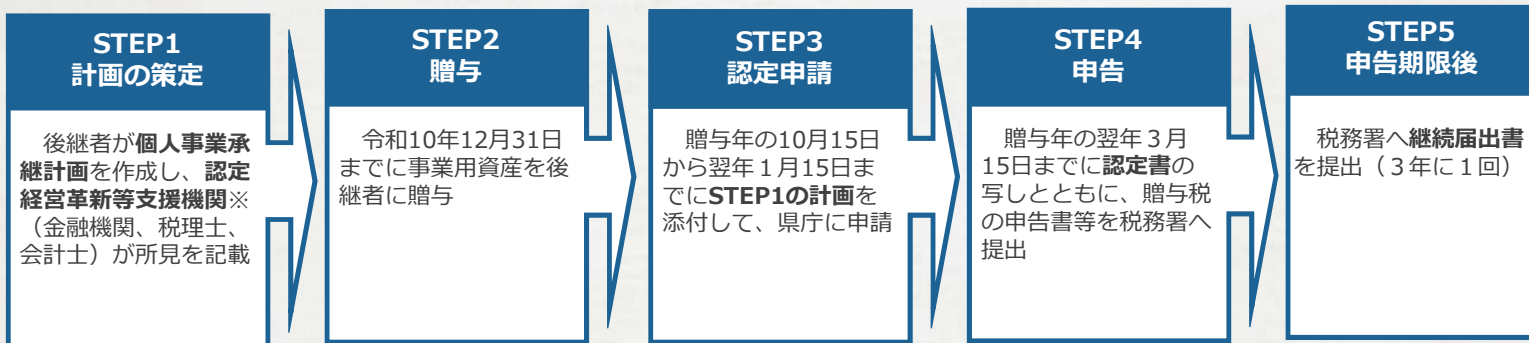 STEP1
計画の策定
後継者が個人事業承
継計画を作成し、認定
経営革新等支援機関※
（金融機関、税理士、
会計士）が所見を記載
STEP2
贈与
令和10年12月31日
までに事業用資産を後
継者に贈与
STEP3
認定申請
贈与年の10月15日
から翌年１月15日ま
でにSTEP1の計画を
添付して、県庁に申請
STEP4
申告
贈与年の翌年３月
15日までに認定書の
写しとともに、贈与税
の申告書等を税務署へ
提出
STEP5
申告期限後
税務署へ継続届出書
を提出（３年に１回）